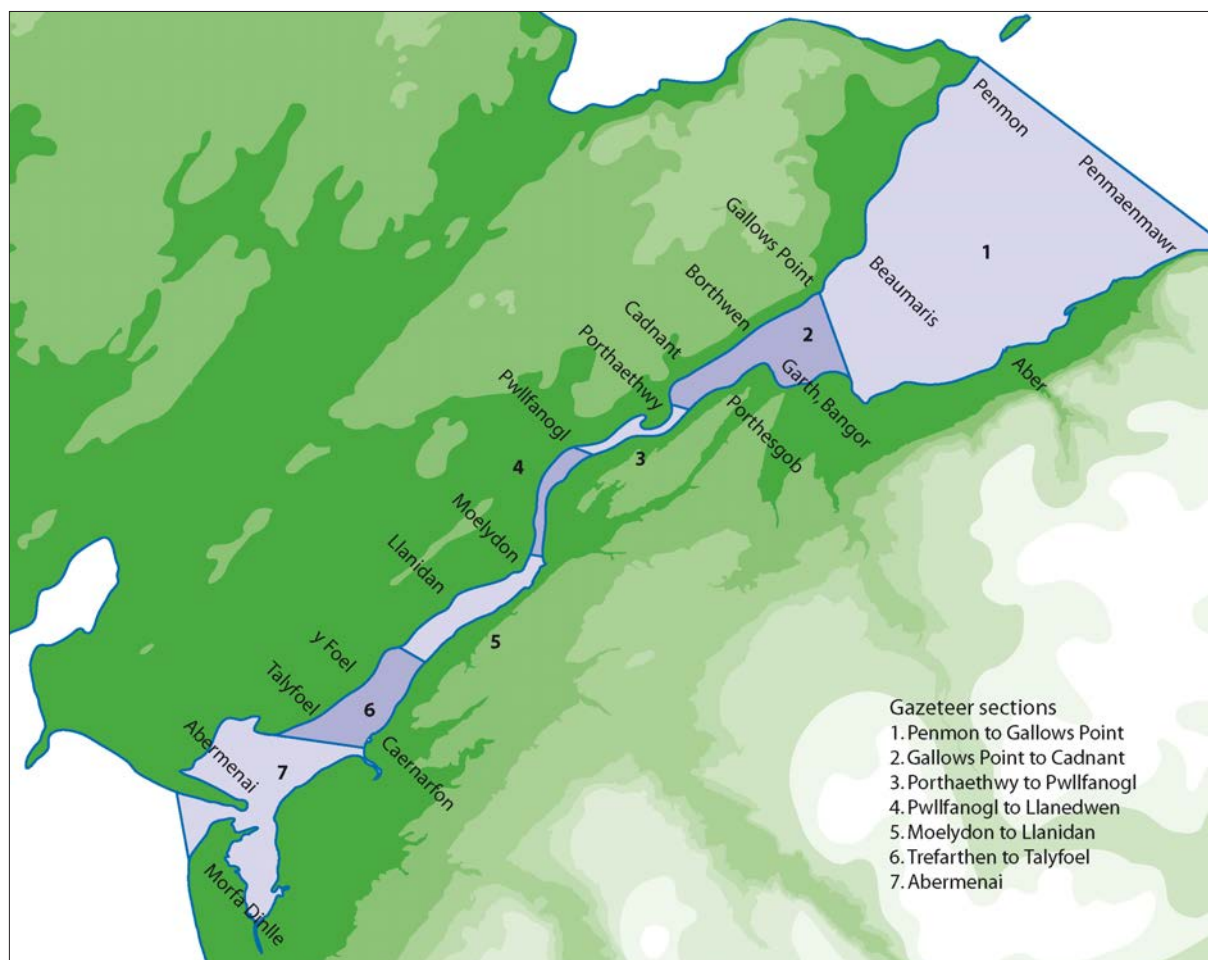 Penmon
Penmaenmawr
Gallows Point
1
Beaumaris
Borthwen
2
Cadnant
Porthaethwy
Aber
Garth, Bangor
Pwllfanogl
Porthesgob
3
4
Moelydon
Llanidan
5
y Foel
Talyfoel
6
Abermenai
7
Caernarfon
Morfa Dinlle
Gazeteer sections
1. Penmon to Gallows Point
2. Gallows Point to Cadnant
3. Porthaethwy to Pwllfanogl
4. Pwllfanogl to Llanedwen
5. Moelydon to Llanidan
6. Trefarthen to Talyfoel
7. Abermenai